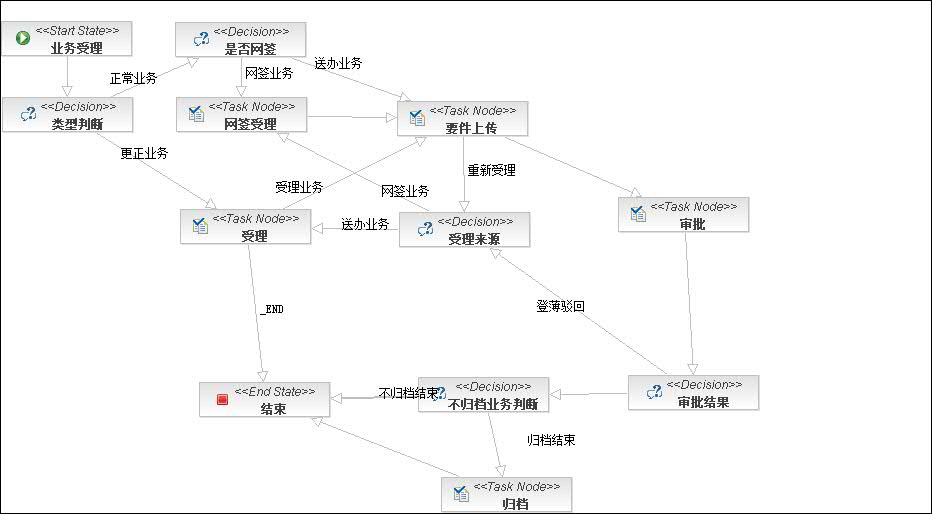 <<Start State>>
业务受理
<<Decision>>
是否网签
正常业务
网签业务
送办业务
<<Decision>>
类型判断
<<Task Node>>
网签受理
<<Task Node>>
要件上传
更正业务
受理业务
网签业务
重新受理
<<Task Node>>
受理
送办业务
<<Decision>>
受理来源
<<Task Node>>
审批
_END
登薄驳回
<<End State>>
结束
不归档结束
<<Decision>>
不归档业务判断
<<Decision>>
审批结果
归档结束
<<Task Node>>
归档